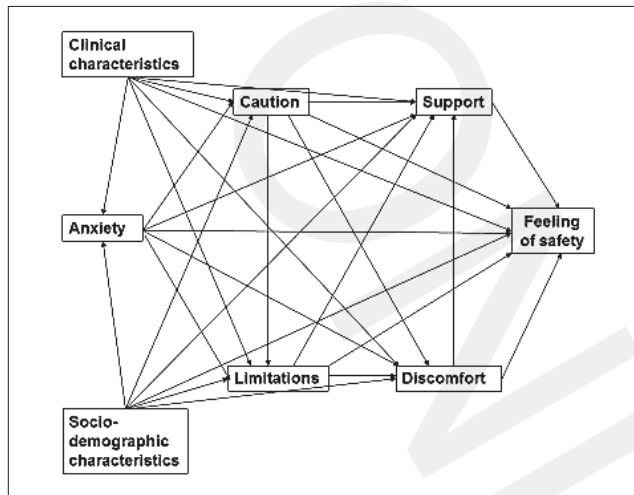 Clinical
characteristics
Caution
Support
Anxiety
Feeling
of safety
Limitations
Discomfort
Socio-
demographic
characteristics